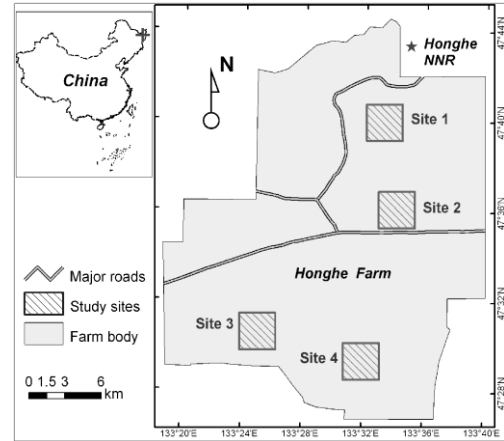 China
N
Honghe
NNR
Site 1
Site 2
Honghe Farm
Site 3
Site 4
Major roads
Study sites
Farm body
0 1.5 3 6
km
47°44'N
47°40'N
47°36'N
47°32'N
47°28'N
133°20'E 133°24'E 133°28'E 133°32'E 133°36'E 133°40'E